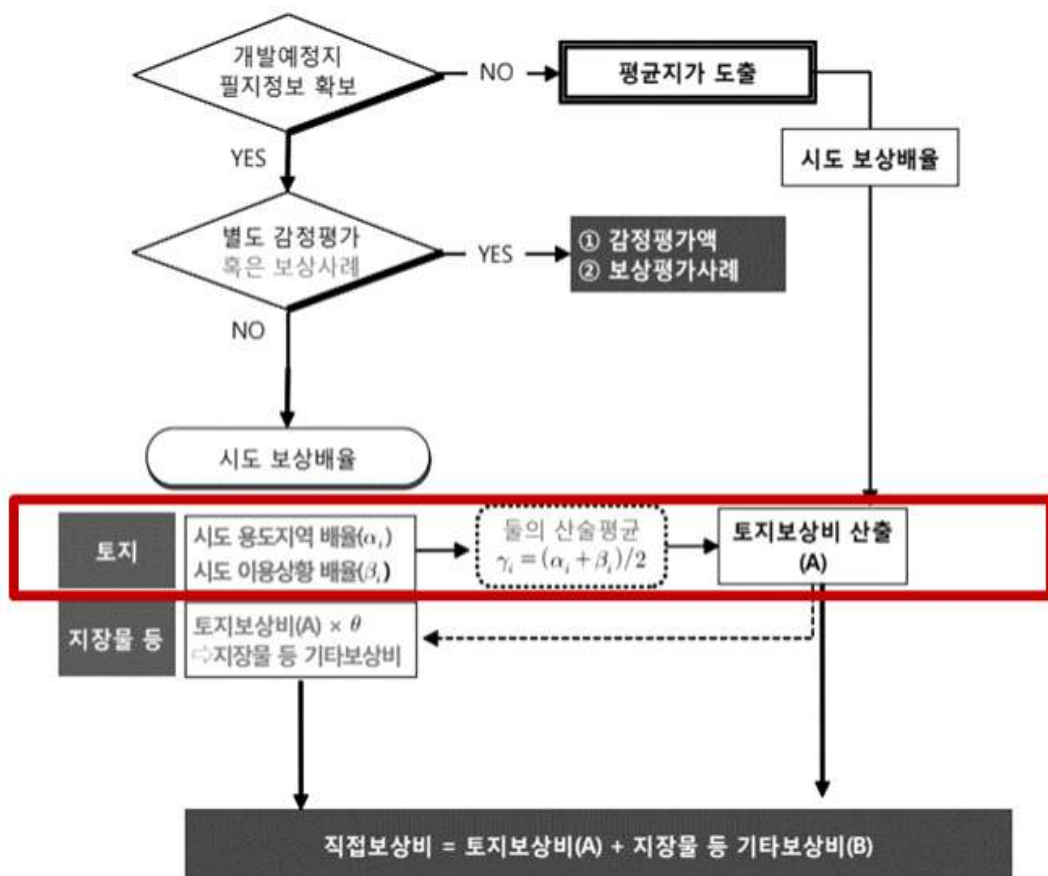 개발예정지
필지정보 확보
NO
평균지가 도출
시도 보상배율
YES
별도 감정평가
혹은 보상사례
YES
① 감정평가액
② 보상평가사례
NO
시도 보상배율
토지
시도 용도지역 배율(αᵢ)
시도 이용상황 배율(βᵢ)
둘의 산술평균
γᵢ = (αᵢ + βᵢ)/2
토지보상비 산출
(A)
지장물 등
토지보상비(A) × θ
⇨지장물 등 기타보상비
직접보상비 = 토지보상비(A) + 지장물 등 기타보상비(B)